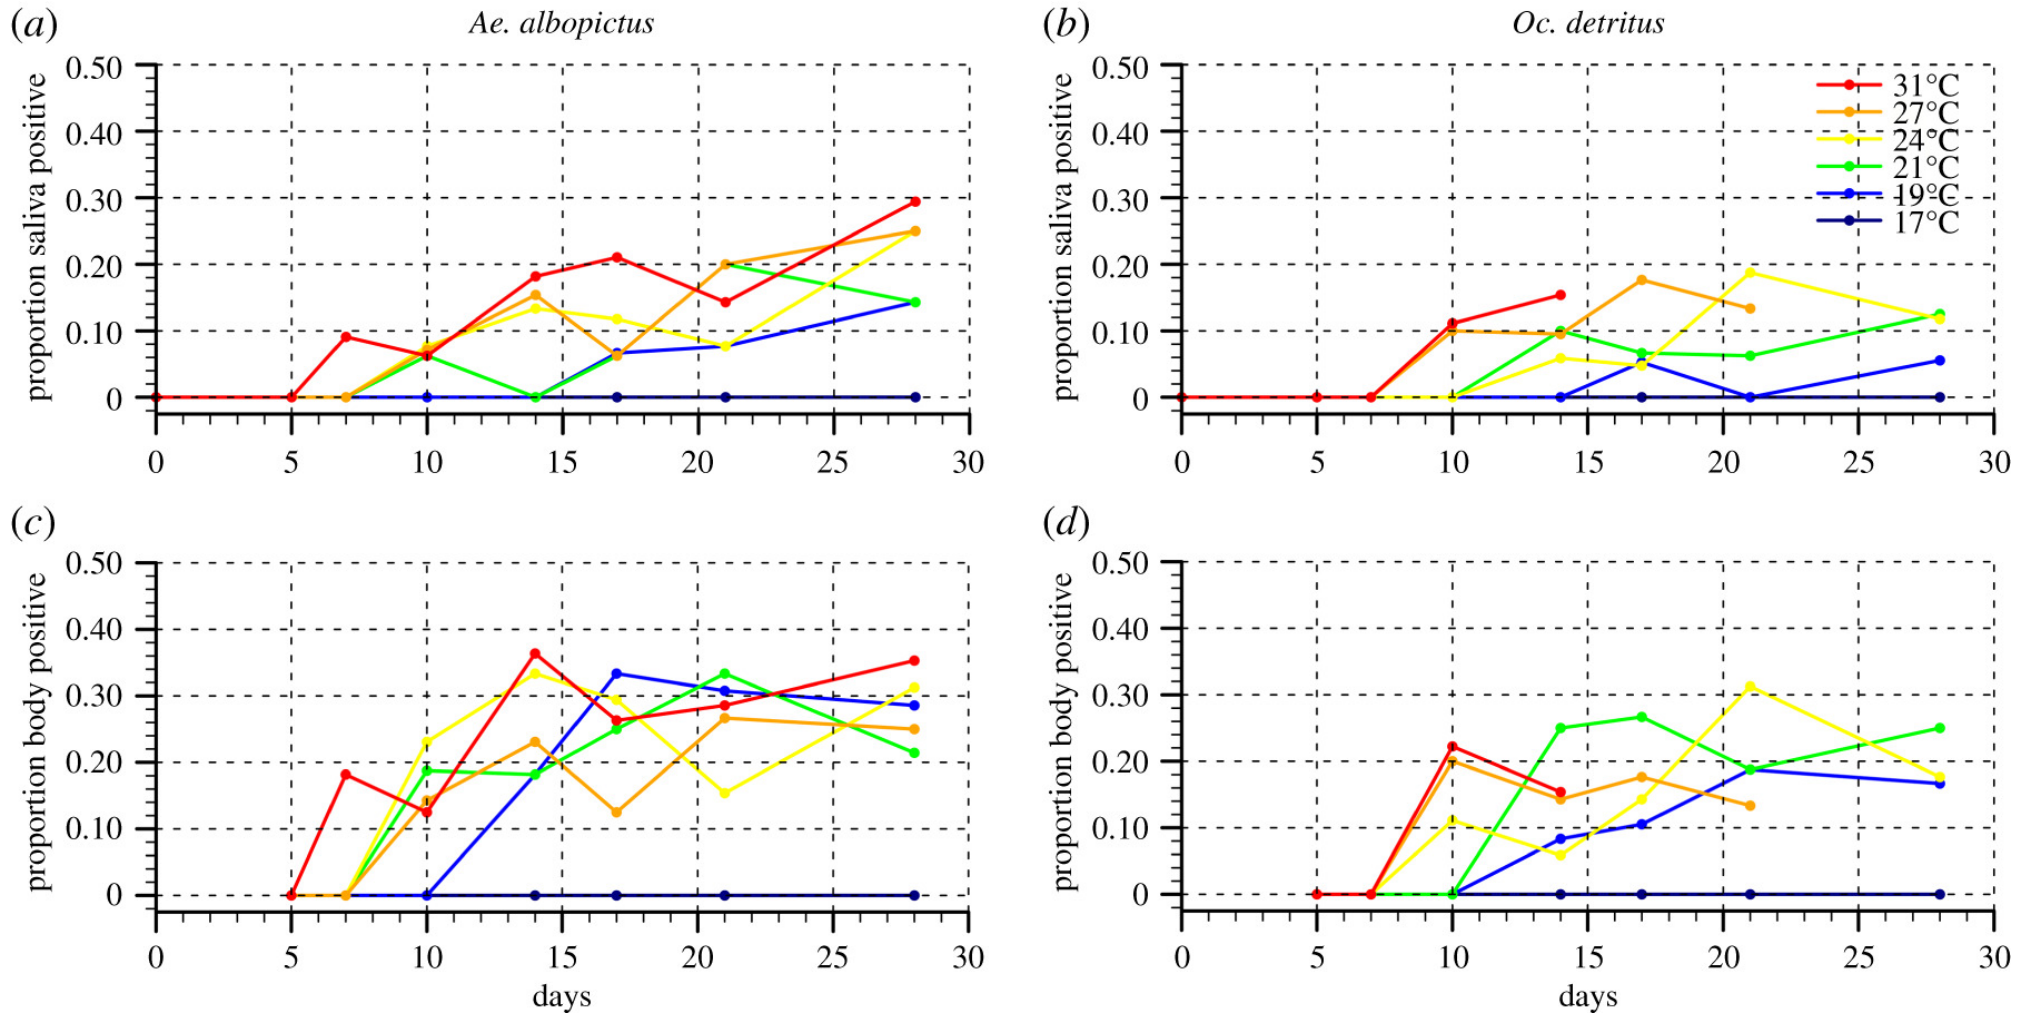 (a)
Ae. albopictus
0.50
0.40
0.30
0.20
0.10
0
proportion saliva positive
0 5 10 15 20 25 30
(b)
Oc. detritus
0.50
0.40
0.30
0.20
0.10
0
proportion saliva positive
31°C
27°C
24°C
21°C
19°C
17°C
0 5 10 15 20 25 30
(c)
0.50
0.40
0.30
0.20
0.10
0
proportion body positive
0 5 10 15 20 25 30
days
(d)
0.50
0.40
0.30
0.20
0.10
0
proportion body positive
0 5 10 15 20 25 30
days